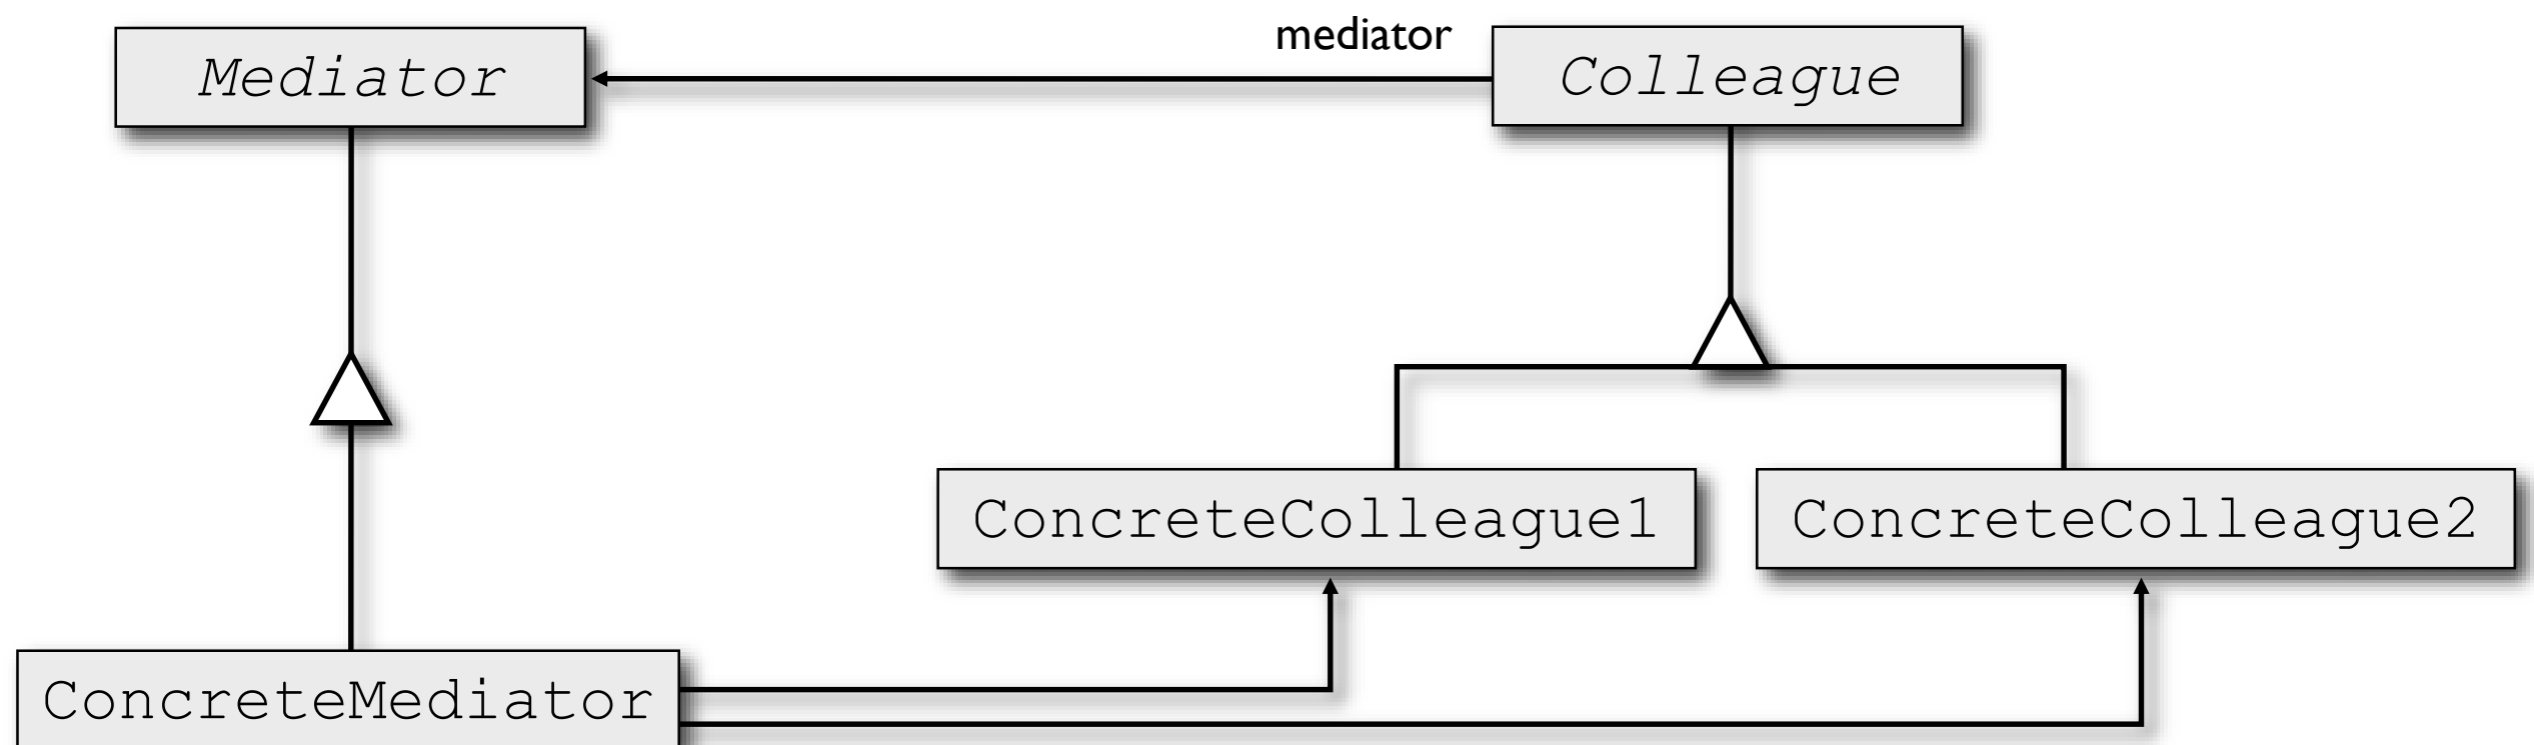 mediator
Mediator
Colleague
ConcreteColleague1
ConcreteColleague2
ConcreteMediator